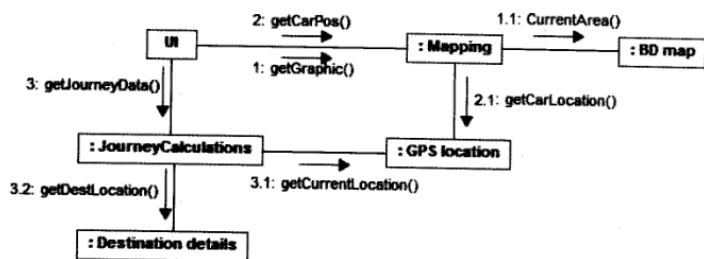 2: getCarPos()
1.1: CurrentArea()
UI
: Mapping
: BD map
1: getGraphic()
3: getJourneyData()
2.1: getCarLocation()
: JourneyCalculations
: GPS location
3.1: getCurrentLocation()
3.2: getDestLocation()
: Destination details